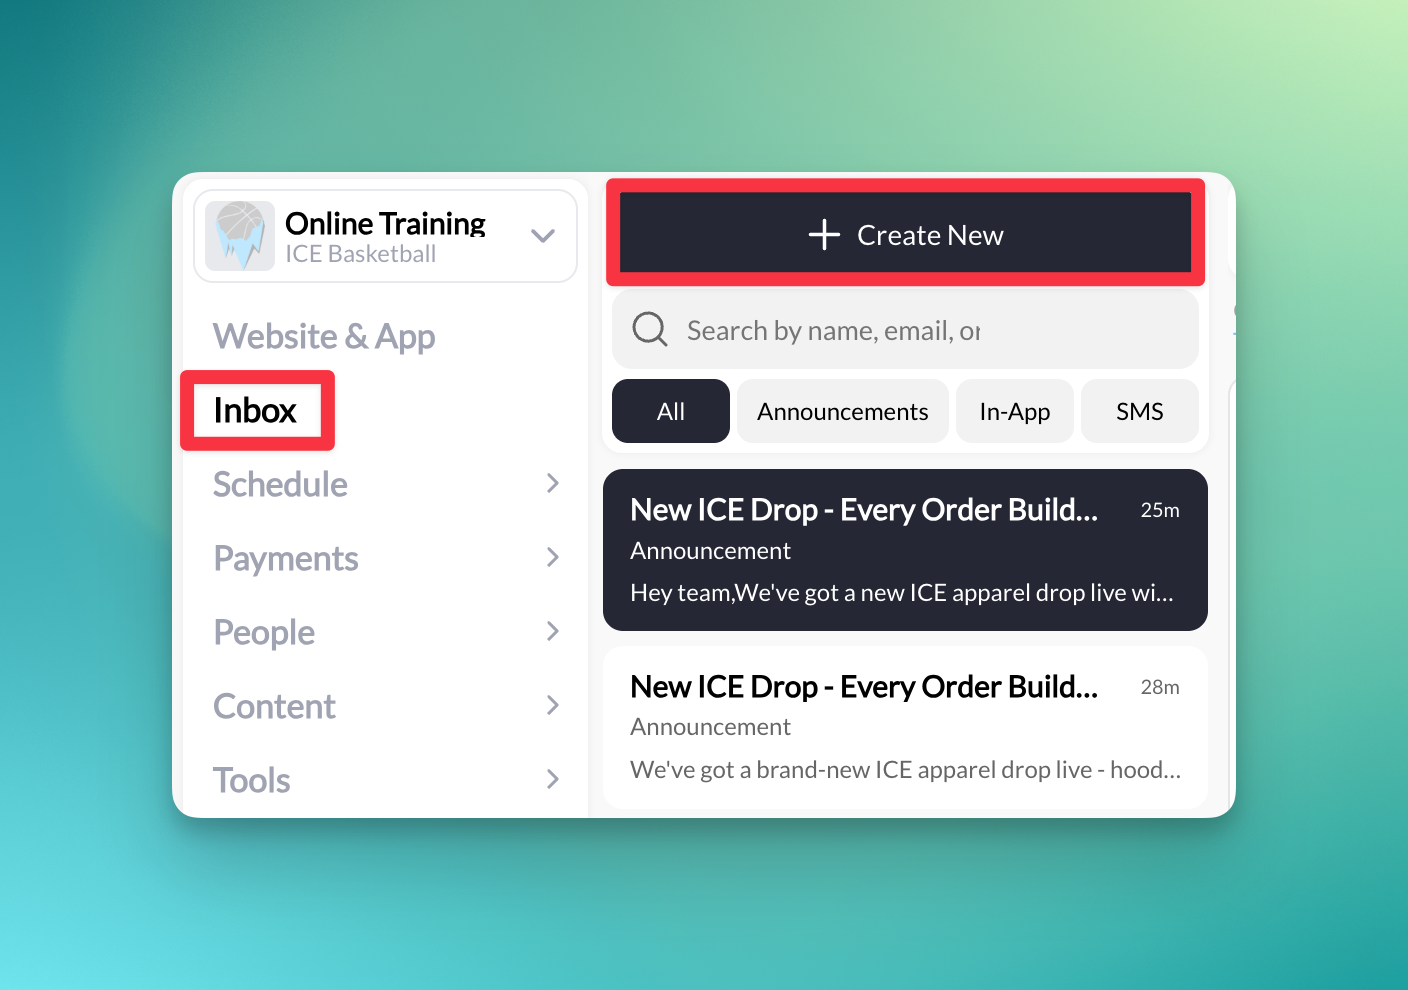 Online Training
ICE Basketball
Website & App
Inbox
Schedule
Payments
People
Content
Tools
Create New
Search by name, email, or
All
Announcements
In-App
SMS
New ICE Drop - Every Order Build...
25m
Announcement
Hey team,We've got a new ICE apparel drop live wi...
New ICE Drop - Every Order Build...
28m
Announcement
We've got a brand-new ICE apparel drop live - hood...